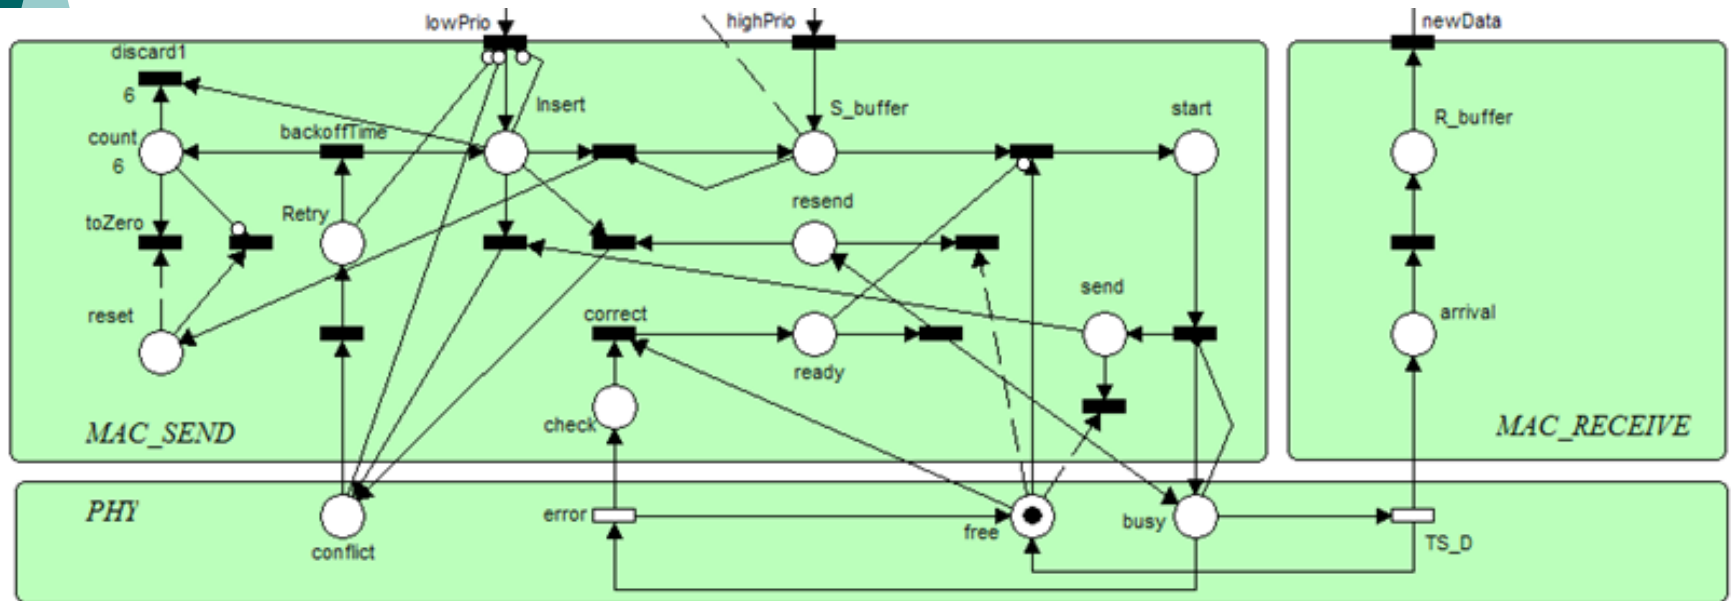 lowPrio
highPrio
newData
discard1
6
Insert
S_buffer
start
R_buffer
count
6
backoffTime
toZero
Retry
resend
reset
send
correct
arrival
ready
check
MAC_SEND
MAC_RECEIVE
PHY
error
free
busy
conflict
TS_D